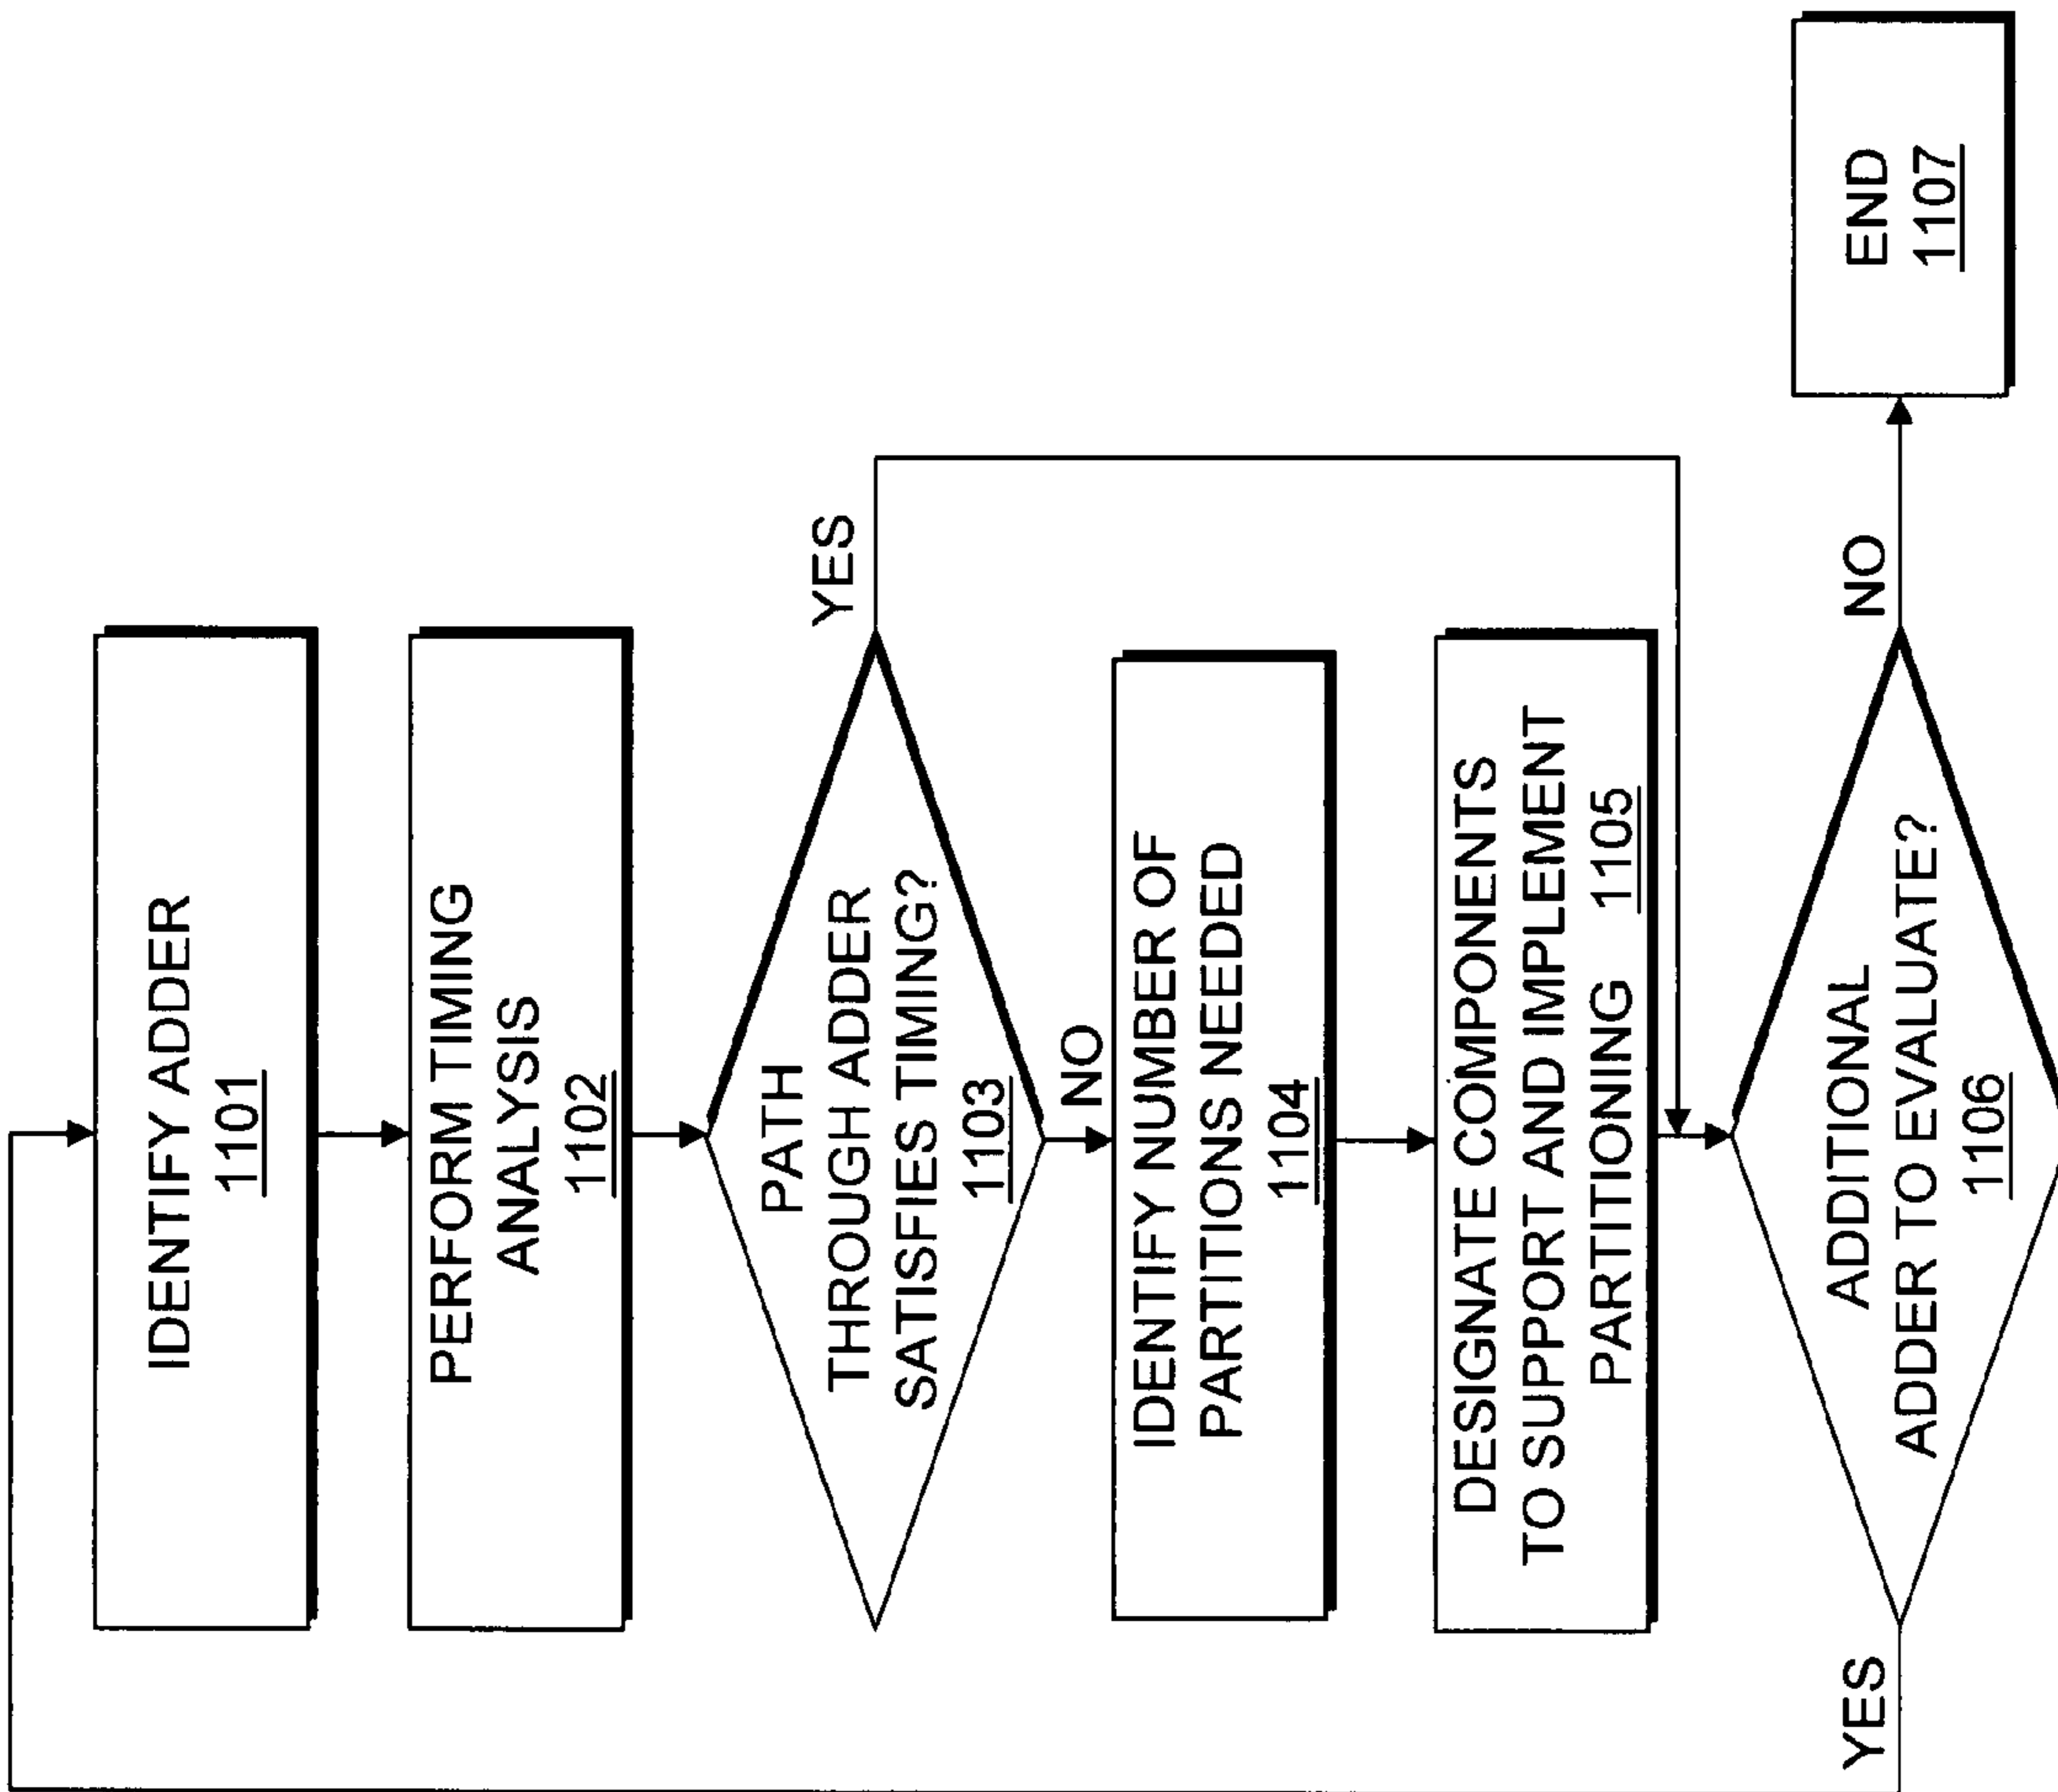 IDENTIFY ADDER
1101
PERFORM TIMING
ANALYSIS
1102
PATH
THROUGH ADDER
SATISFIES TIMING?
1103
YES
NO
IDENTIFY NUMBER OF
PARTITIONS NEEDED
1104
DESIGNATE COMPONENTS
TO SUPPORT AND IMPLEMENT
PARTITIONING 1105
ADDITIONAL
ADDER TO EVALUATE?
1106
YES
NO
END
1107